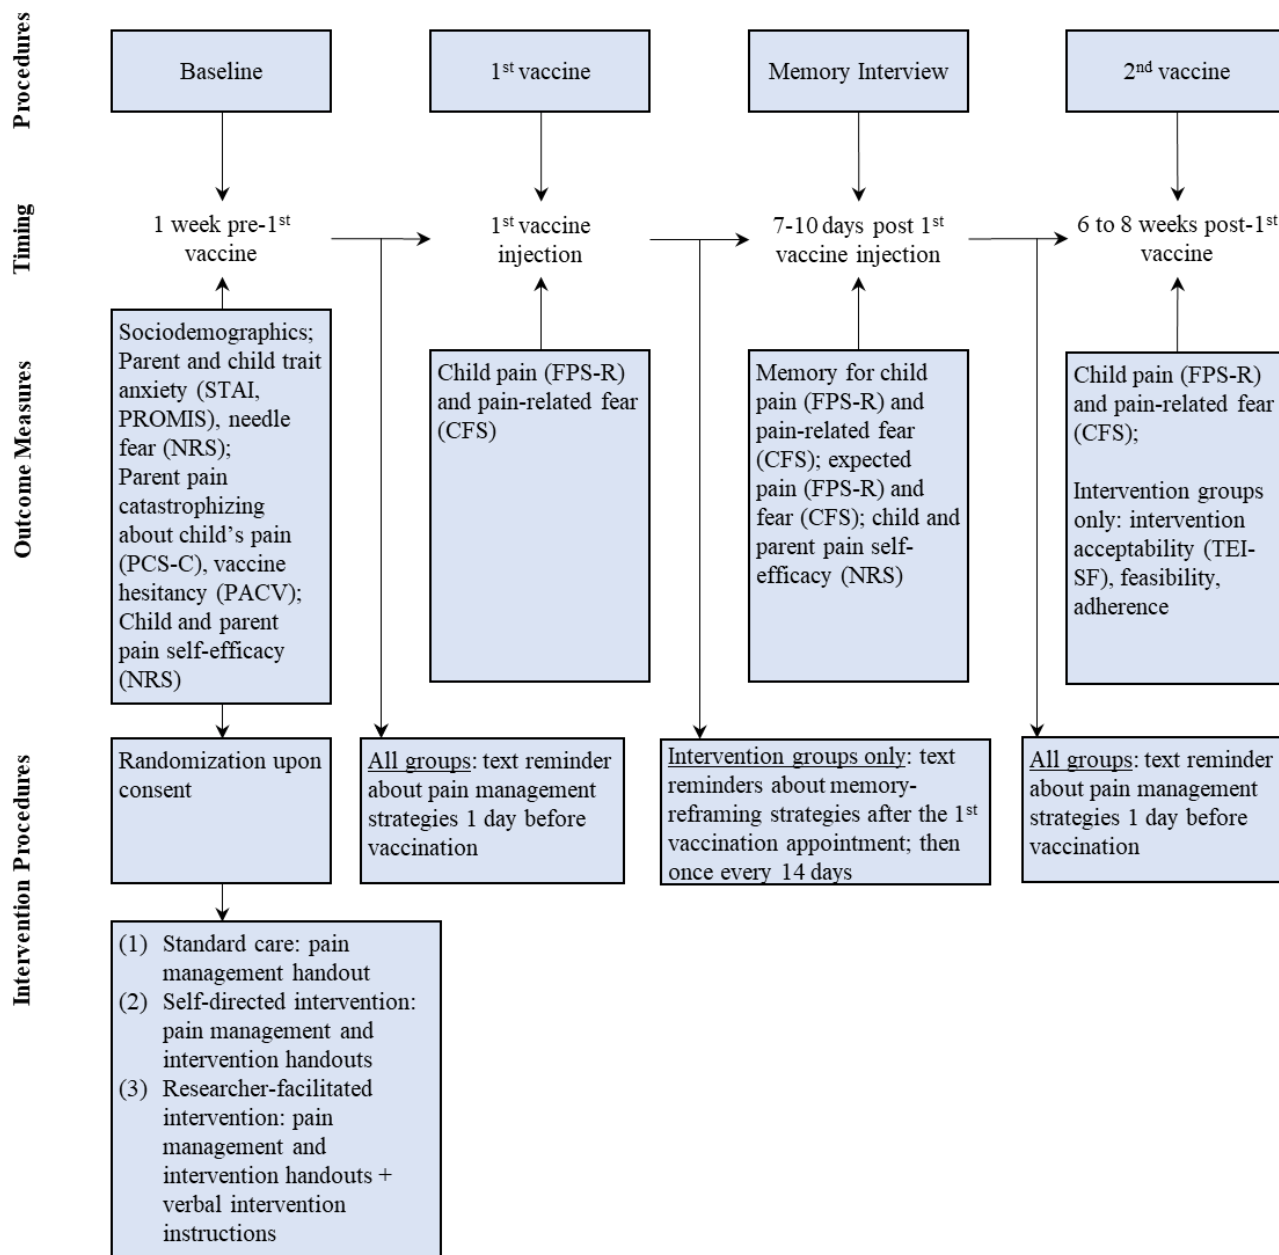 Procedures
Baseline
1st vaccine
Memory Interview
2nd vaccine
Timing
1 week pre-1st
vaccine
1st vaccine
injection
7-10 days post 1st
vaccine injection
6 to 8 weeks post-1st
vaccine
Outcome Measures
Sociodemographics;
Parent and child trait
anxiety (STAI,
PROMIS), needle
fear (NRS);
Parent pain
catastrophizing
about child’s pain
(PCS-C), vaccine
hesitancy (PACV);
Child and parent
pain self-efficacy
(NRS)
Child pain (FPS-R)
and pain-related fear
(CFS)
Memory for child
pain (FPS-R) and
pain-related fear
(CFS); expected
pain (FPS-R) and
fear (CFS); child and
parent pain self-
efficacy (NRS)
Child pain (FPS-R)
and pain-related fear
(CFS);
Intervention groups
only: intervention
acceptability (TEI-
SF), feasibility,
adherence
Intervention Procedures
Randomization upon
consent
All groups: text reminder
about pain management
strategies 1 day before
vaccination
Intervention groups only: text
reminders about memory-
reframing strategies after the 1st
vaccination appointment; then
once every 14 days
All groups: text reminder
about pain management
strategies 1 day before
vaccination
(1) Standard care: pain
management handout
(2) Self-directed intervention:
pain management and
intervention handouts
(3) Researcher-facilitated
intervention: pain
management and
intervention handouts +
verbal intervention
instructions